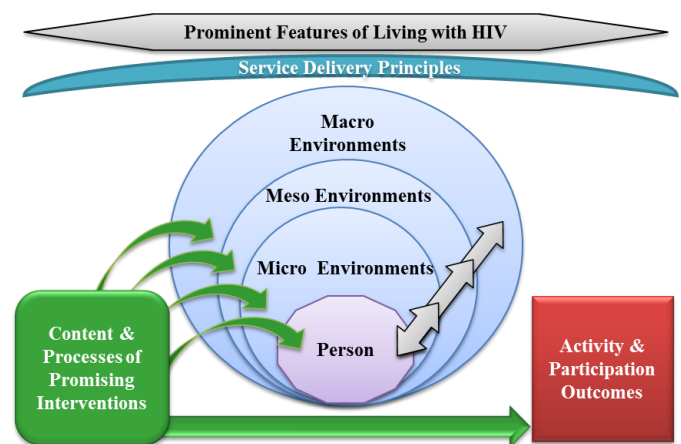 Prominent Features of Living with HIV
Service Delivery Principles
Macro
Environments
Meso Environments
Micro Environments
Person
Content &
Processes of
Promising
Interventions
Activity &
Participation
Outcomes